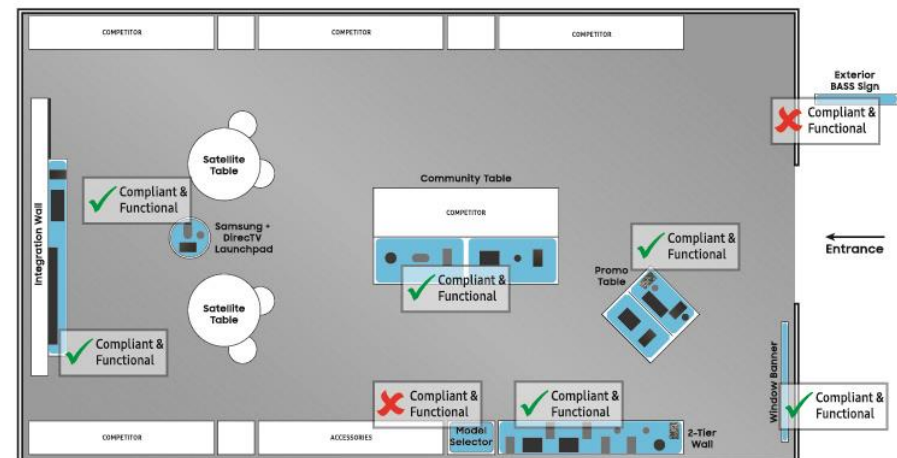 COMPETITOR
COMPETITOR
COMPETITOR
Exterior
BASS Sign
Compliant &
Functional
Satellite
Table
Community Table
Compliant &
Functional
COMPETITOR
Samsung +
DirecTV
Launchpad
Integration Wall
Compliant &
Functional
Entrance
Promo
Table
Compliant &
Functional
Satellite
Table
Compliant &
Functional
Window Banner
Compliant &
Functional
Compliant &
Functional
Compliant &
Functional
COMPETITOR
ACCESSORIES
Model
Selector
2-Tier
Wall